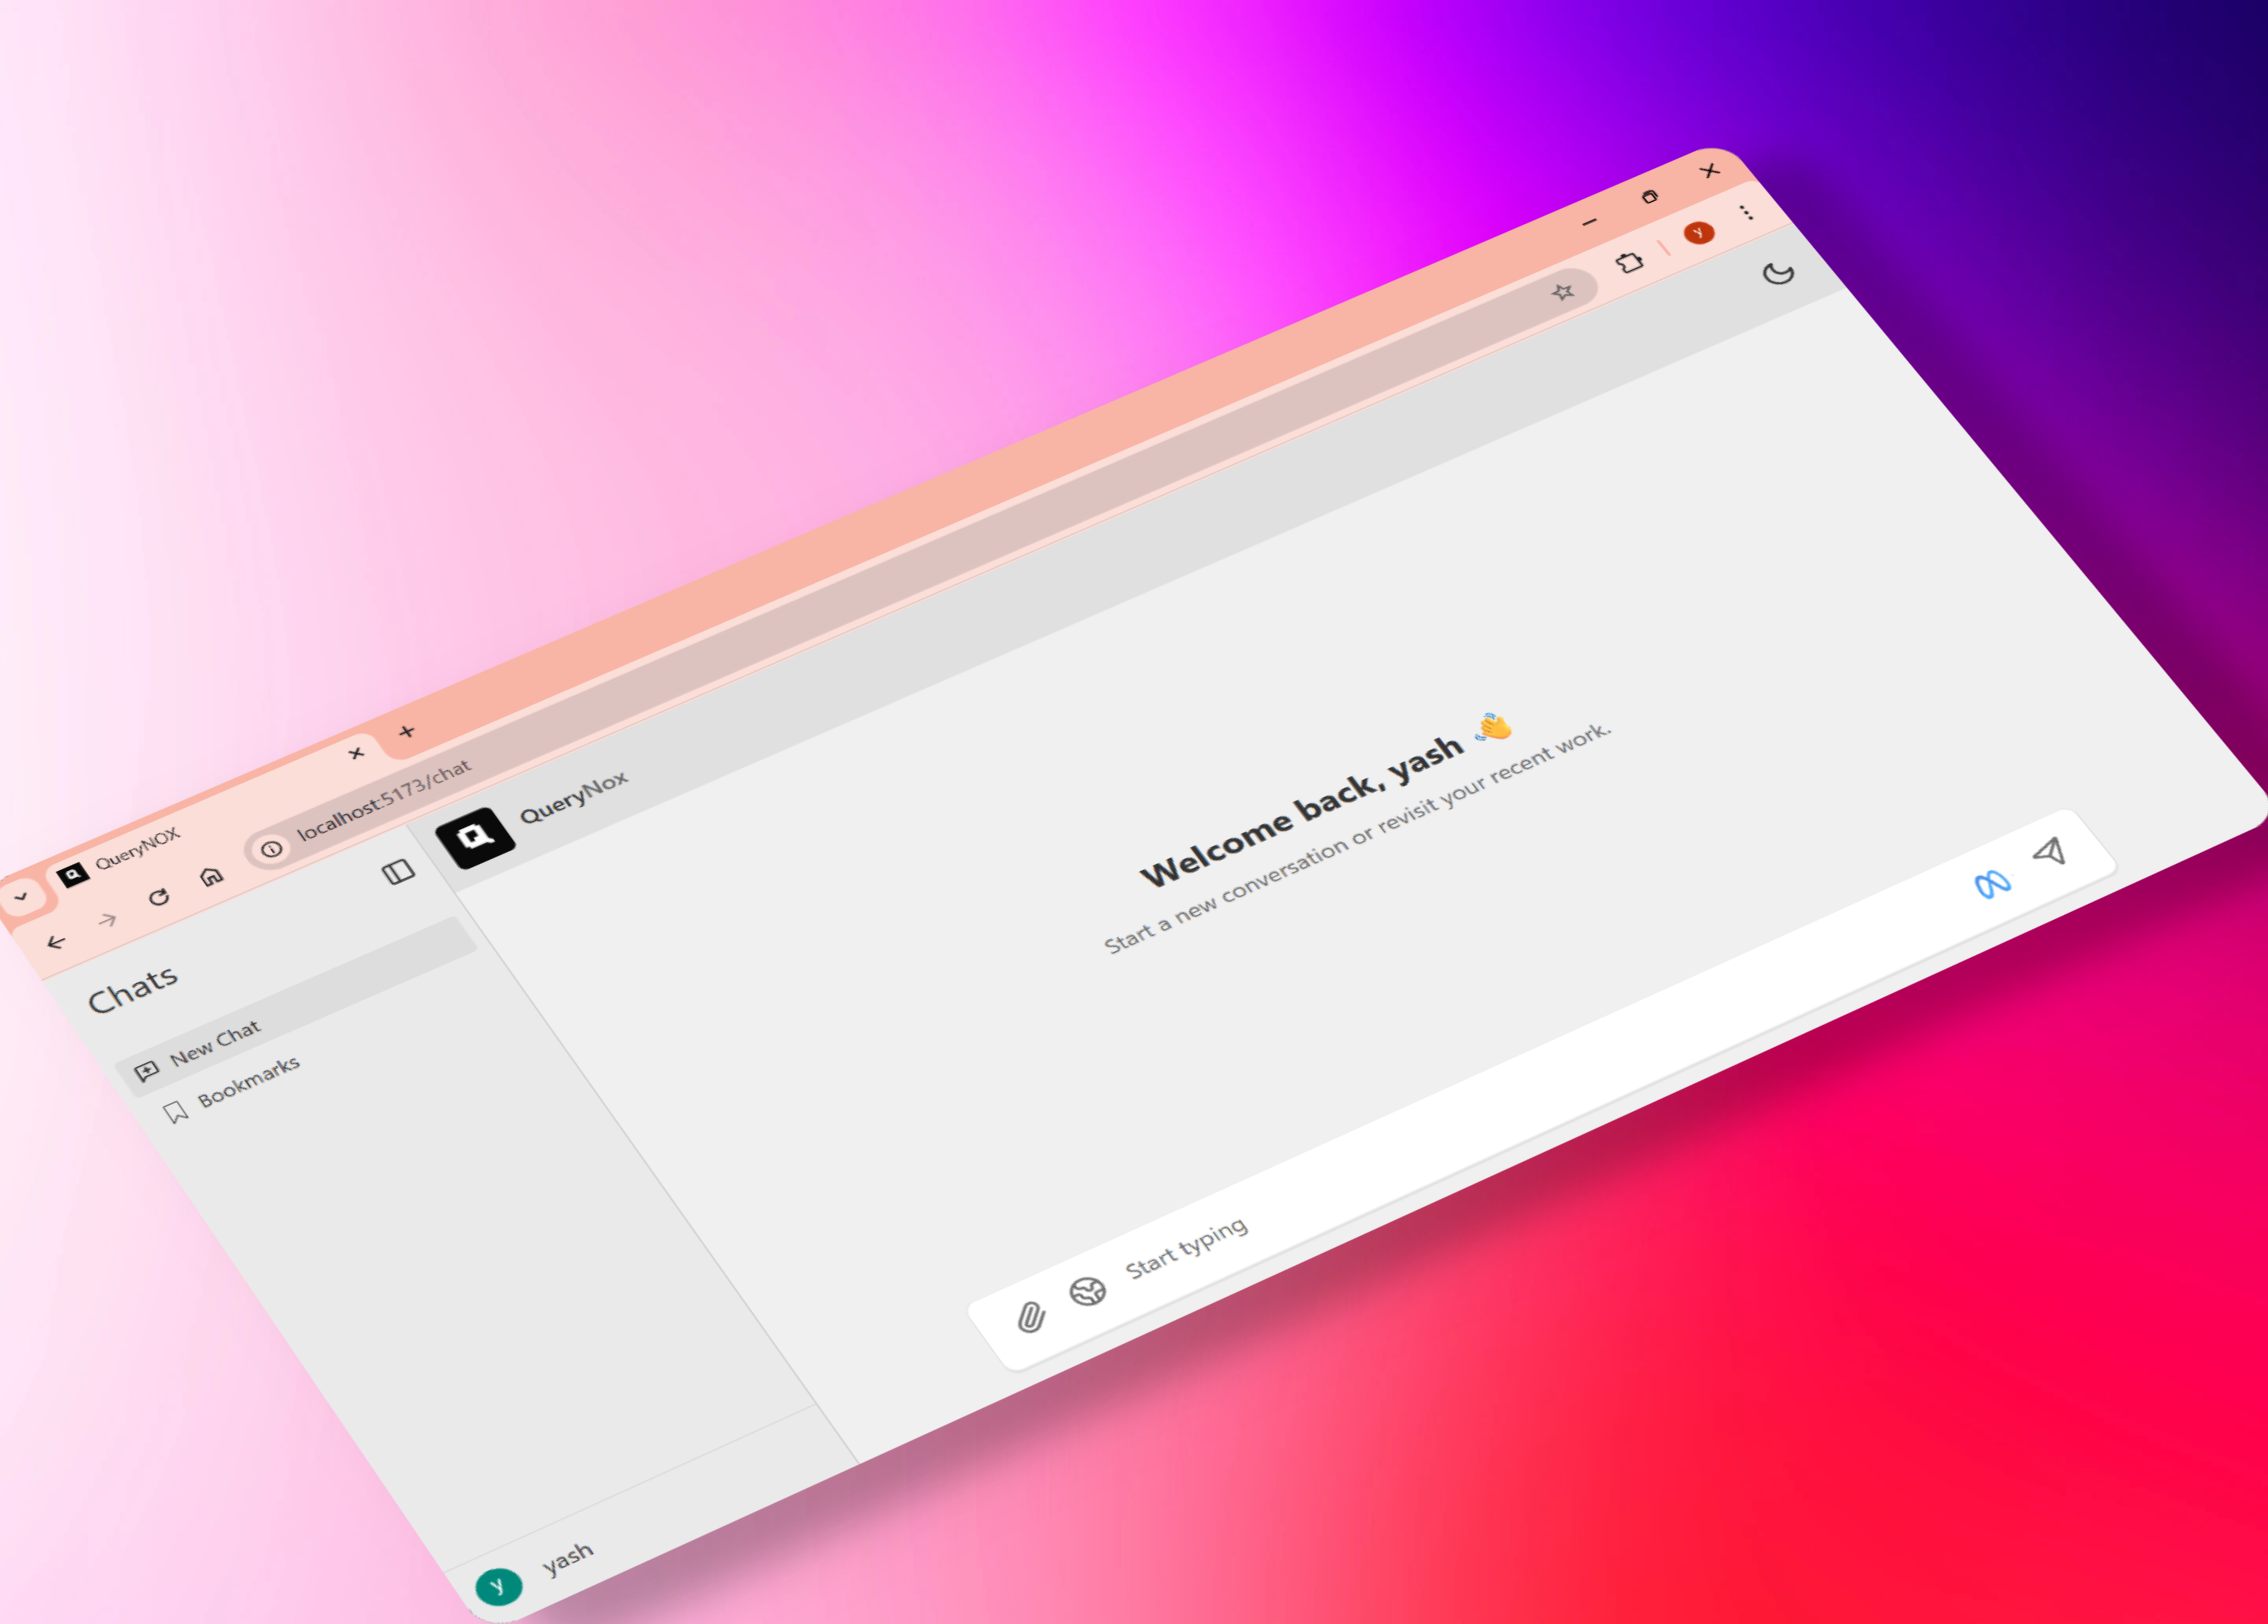 QueryNOX
localhost:5173/chat
y
Chats
QueryNox
New Chat
Bookmarks
Welcome back, yash 👋
Start a new conversation or revisit your recent work.
Start typing
y
yash